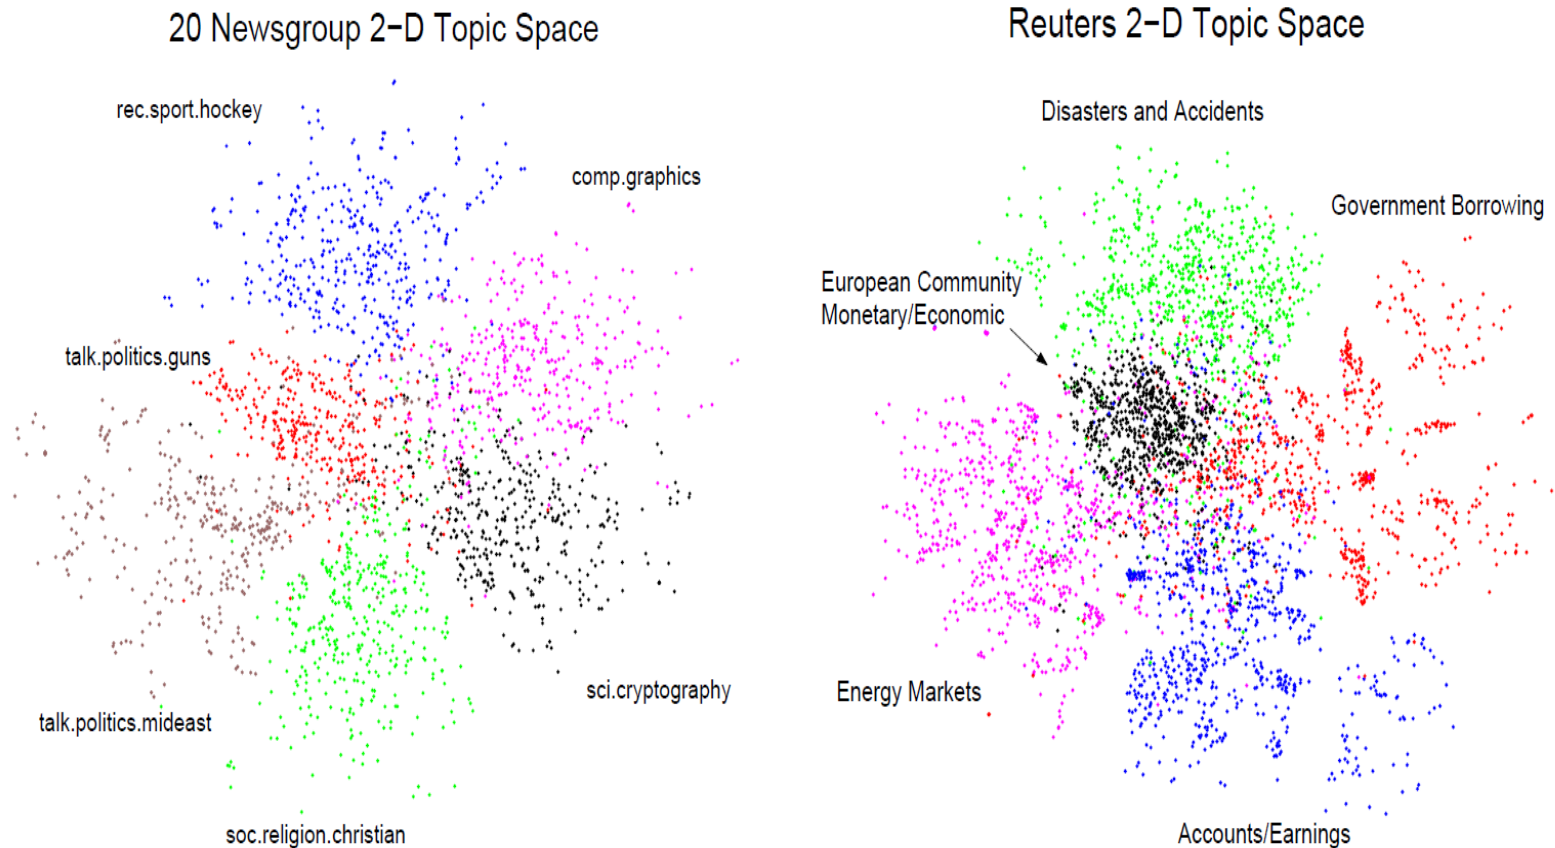 20 Newsgroup 2-D Topic Space
rec.sport.hockey
comp.graphics
talk.politics.guns
sci.cryptography
talk.politics.mideast
soc.religion.christian
Reuters 2-D Topic Space
Disasters and Accidents
Government Borrowing
European Community
Monetary/Economic
Energy Markets
Accounts/Earnings